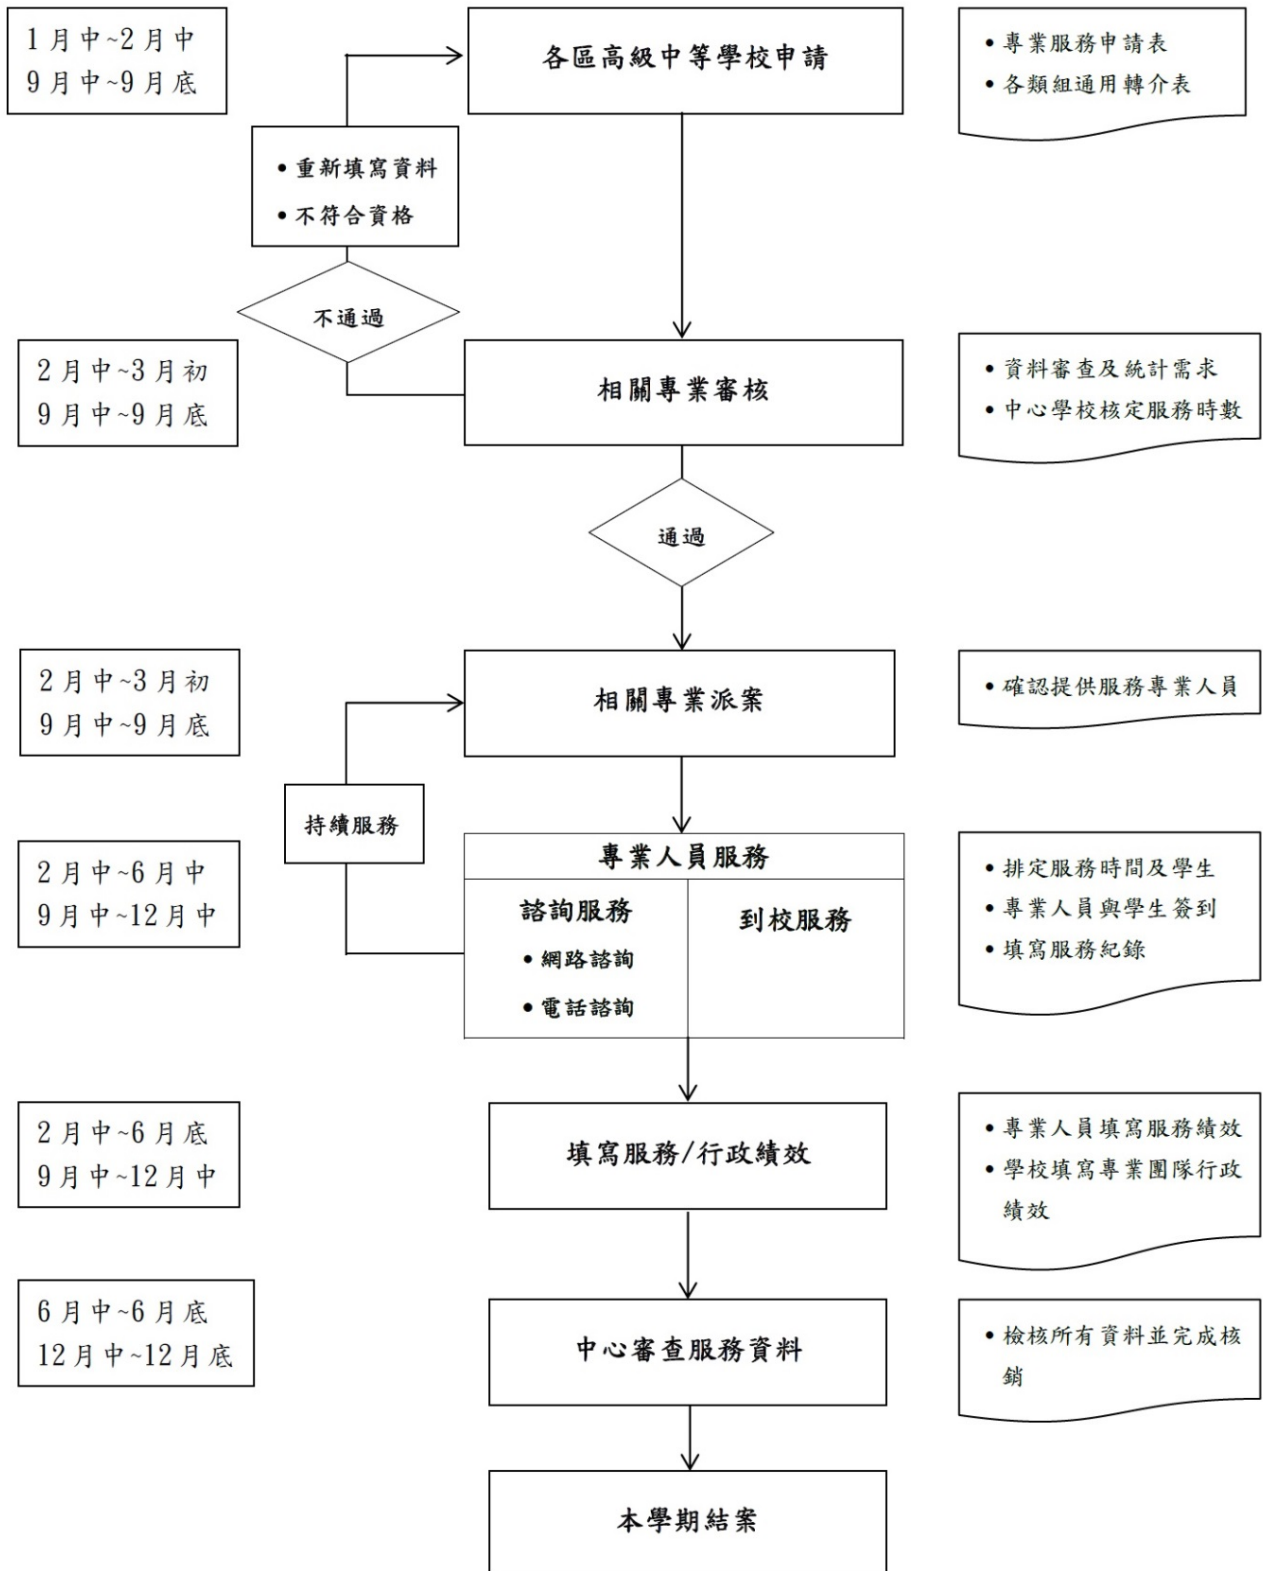 1月中~2月中
9月中~9月底
各區高級中等學校申請
• 專業服務申請表
• 各類組通用轉介表
• 重新填寫資料
• 不符合資格
不通過
2月中~3月初
9月中~9月底
相關專業審核
• 資料審查及統計需求
• 中心學校核定服務時數
通過
2月中~3月初
9月中~9月底
相關專業派案
• 確認提供服務專業人員
持續服務
2月中~6月中
9月中~12月中
專業人員服務
諮詢服務
• 網路諮詢
• 電話諮詢
到校服務
• 排定服務時間及學生
• 專業人員與學生簽到
• 填寫服務紀錄
2月中~6月底
9月中~12月中
填寫服務/行政績效
• 專業人員填寫服務績效
• 學校填寫專業團隊行政
績效
6月中~6月底
12月中~12月底
中心審查服務資料
• 檢核所有資料並完成核
銷
本學期結案